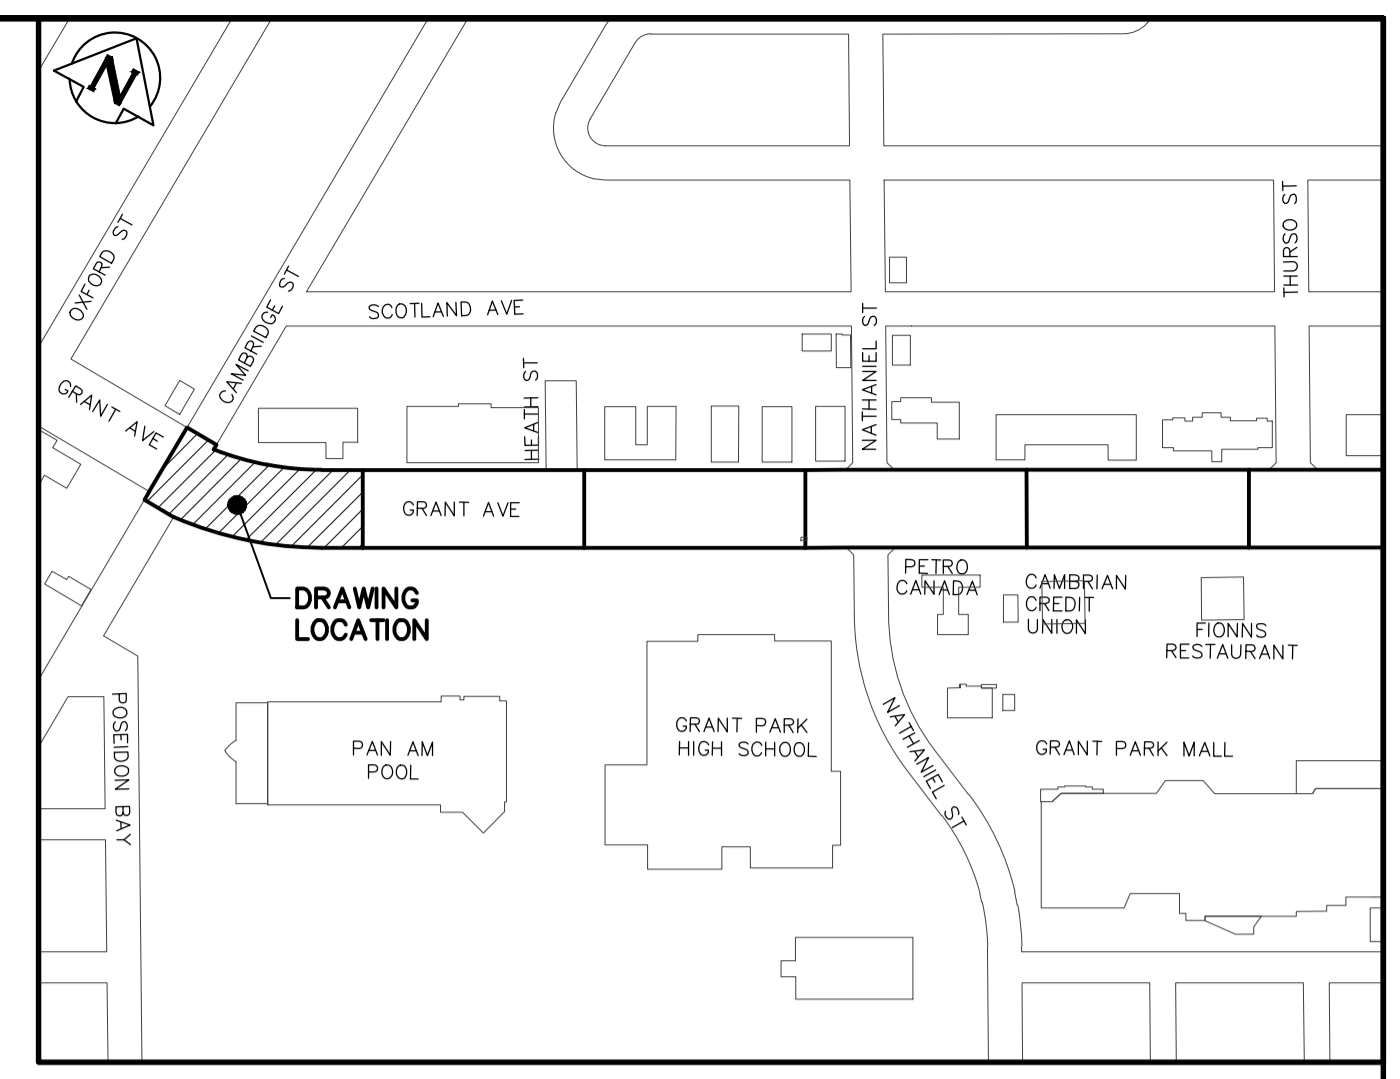 N
OXFORD ST
CAMBRIDGE ST
SCOTLAND AVE
THURSO ST
NATHANIEL ST
HEATH ST
GRANT AVE
GRANT AVE
DRAWING
LOCATION
PETRO
CANADA
CAMBRIAN
CREDIT
UNION
FIONNS
RESTAURANT
POSEIDON BAY
PAN AM
POOL
GRANT PARK
HIGH SCHOOL
NATHANIEL ST
GRANT PARK MALL